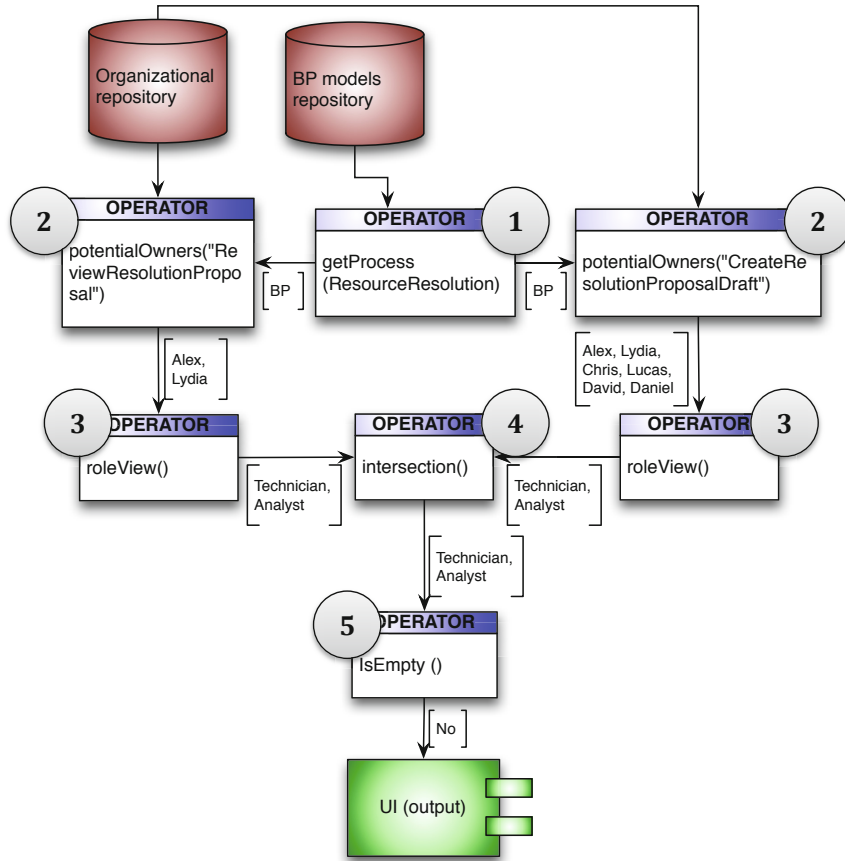 Organizational
repository
BP models
repository
2
OPERATOR
potentialOwners("Re
viewResolutionPropo
sal")
1
OPERATOR
getProcess
(ResourceResolution)
2
OPERATOR
potentialOwners("CreateRe
solutionProposalDraft")
BP
BP
Alex,
Lydia
Alex, Lydia,
Chris, Lucas,
David, Daniel
3
OPERATOR
roleView()
4
OPERATOR
intersection()
3
OPERATOR
roleView()
Technician,
Analyst
Technician,
Analyst
Technician,
Analyst
5
OPERATOR
IsEmpty ()
No
UI (output)